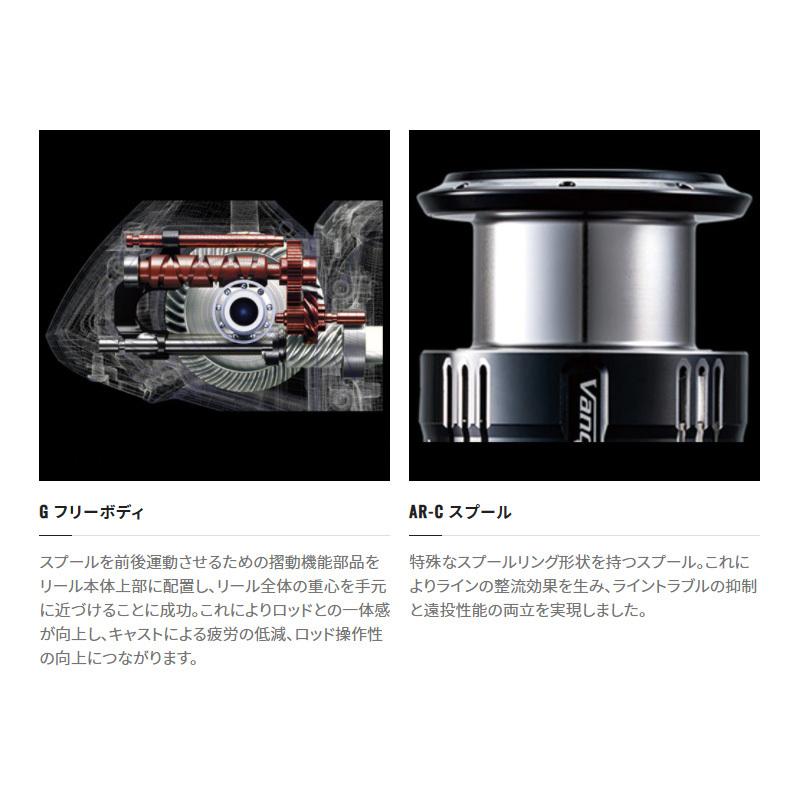 Vanq
G フリーボディ
スプールを前後運動させるための摺動機能部品を
リール本体上部に配置し、リール全体の重心を手元
に近づけることに成功。これによりロッドとの一体感
が向上し、キャストによる疲労の低減、ロッド操作性
の向上につながります。
AR-C スプール
特殊なスプールリング形状を持つスプール。これに
よりラインの整流効果を生み、ライントラブルの抑制
と遠投性能の両立を実現しました。